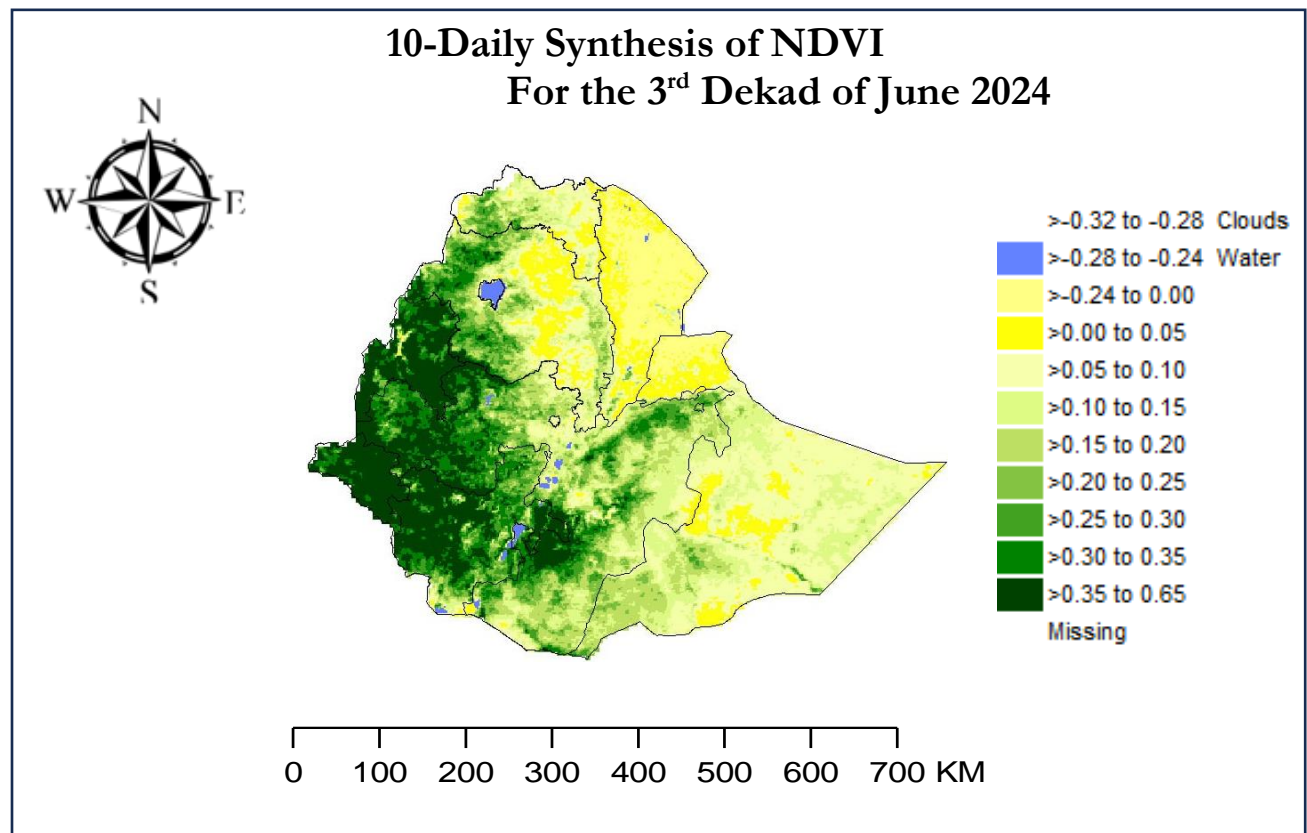 10-Daily Synthesis of NDVI
For the 3rd Dekad of June 2024
N
W E
S
>-0.32 to -0.28 Clouds
>-0.28 to -0.24 Water
>-0.24 to 0.00
>0.00 to 0.05
>0.05 to 0.10
>0.10 to 0.15
>0.15 to 0.20
>0.20 to 0.25
>0.25 to 0.30
>0.30 to 0.35
>0.35 to 0.65
Missing
0 100 200 300 400 500 600 700 KM